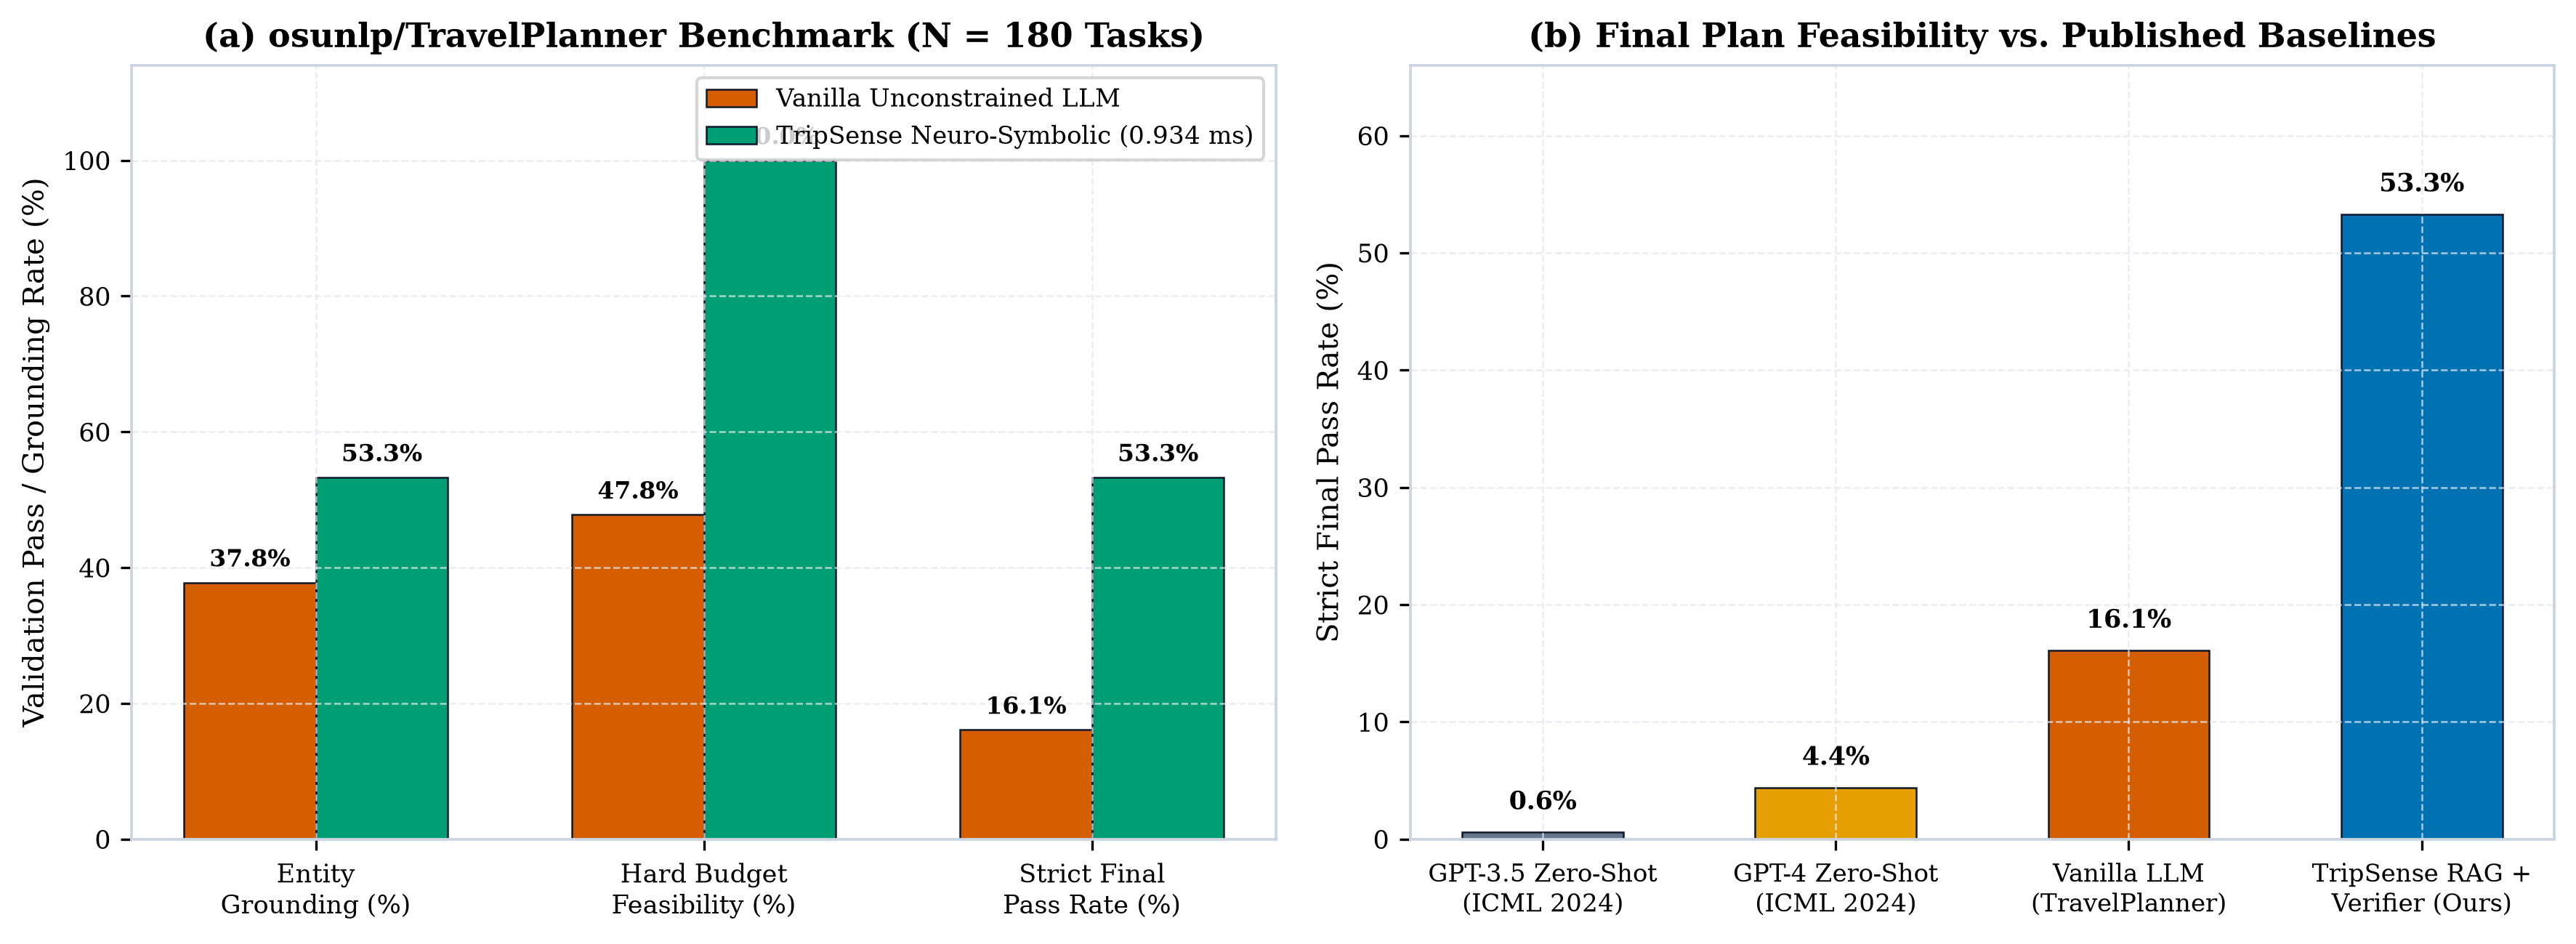 (a) osunlp/TravelPlanner Benchmark (N = 180 Tasks)
Validation Pass / Grounding Rate (%)
100
80
60
40
20
0
Vanilla Unconstrained LLM
TripSense Neuro-Symbolic (0.934 ms)
37.8%
53.3%
47.8%
16.1%
53.3%
Entity
Grounding (%)
Hard Budget
Feasibility (%)
Strict Final
Pass Rate (%)
(b) Final Plan Feasibility vs. Published Baselines
Strict Final Pass Rate (%)
60
50
40
30
20
10
0
0.6%
4.4%
16.1%
53.3%
GPT-3.5 Zero-Shot
(ICML 2024)
GPT-4 Zero-Shot
(ICML 2024)
Vanilla LLM
(TravelPlanner)
TripSense RAG +
Verifier (Ours)